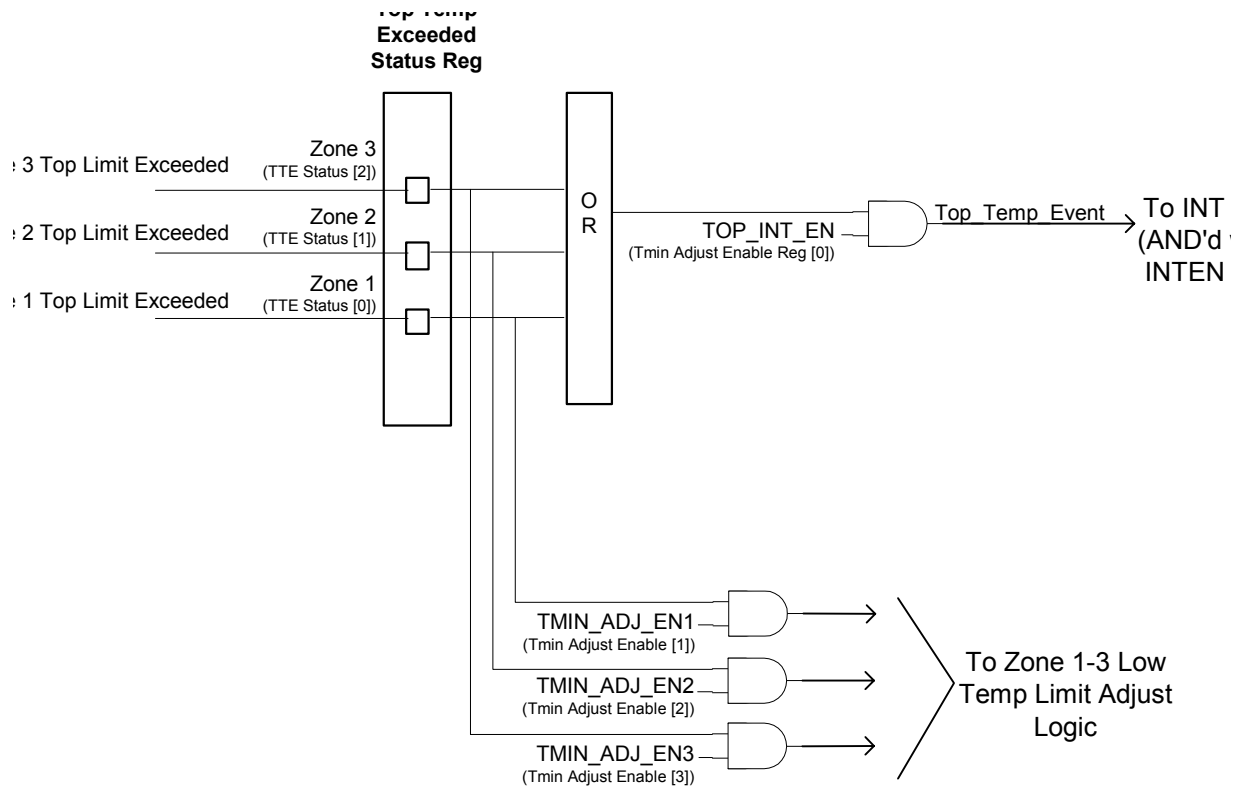 Top Temp
Exceeded
Status Reg
Zone 3
3 Top Limit Exceeded
(TTE Status [2])
Zone 2
2 Top Limit Exceeded
(TTE Status [1])
Zone 1
1 Top Limit Exceeded
(TTE Status [0])
O
R
TOP_INT_EN
(Tmin Adjust Enable Reg [0])
Top_Temp_Event
To INT
(AND'd
INTEN
TMIN_ADJ_EN1
(Tmin Adjust Enable [1])
TMIN_ADJ_EN2
(Tmin Adjust Enable [2])
TMIN_ADJ_EN3
(Tmin Adjust Enable [3])
To Zone 1-3 Low
Temp Limit Adjust
Logic